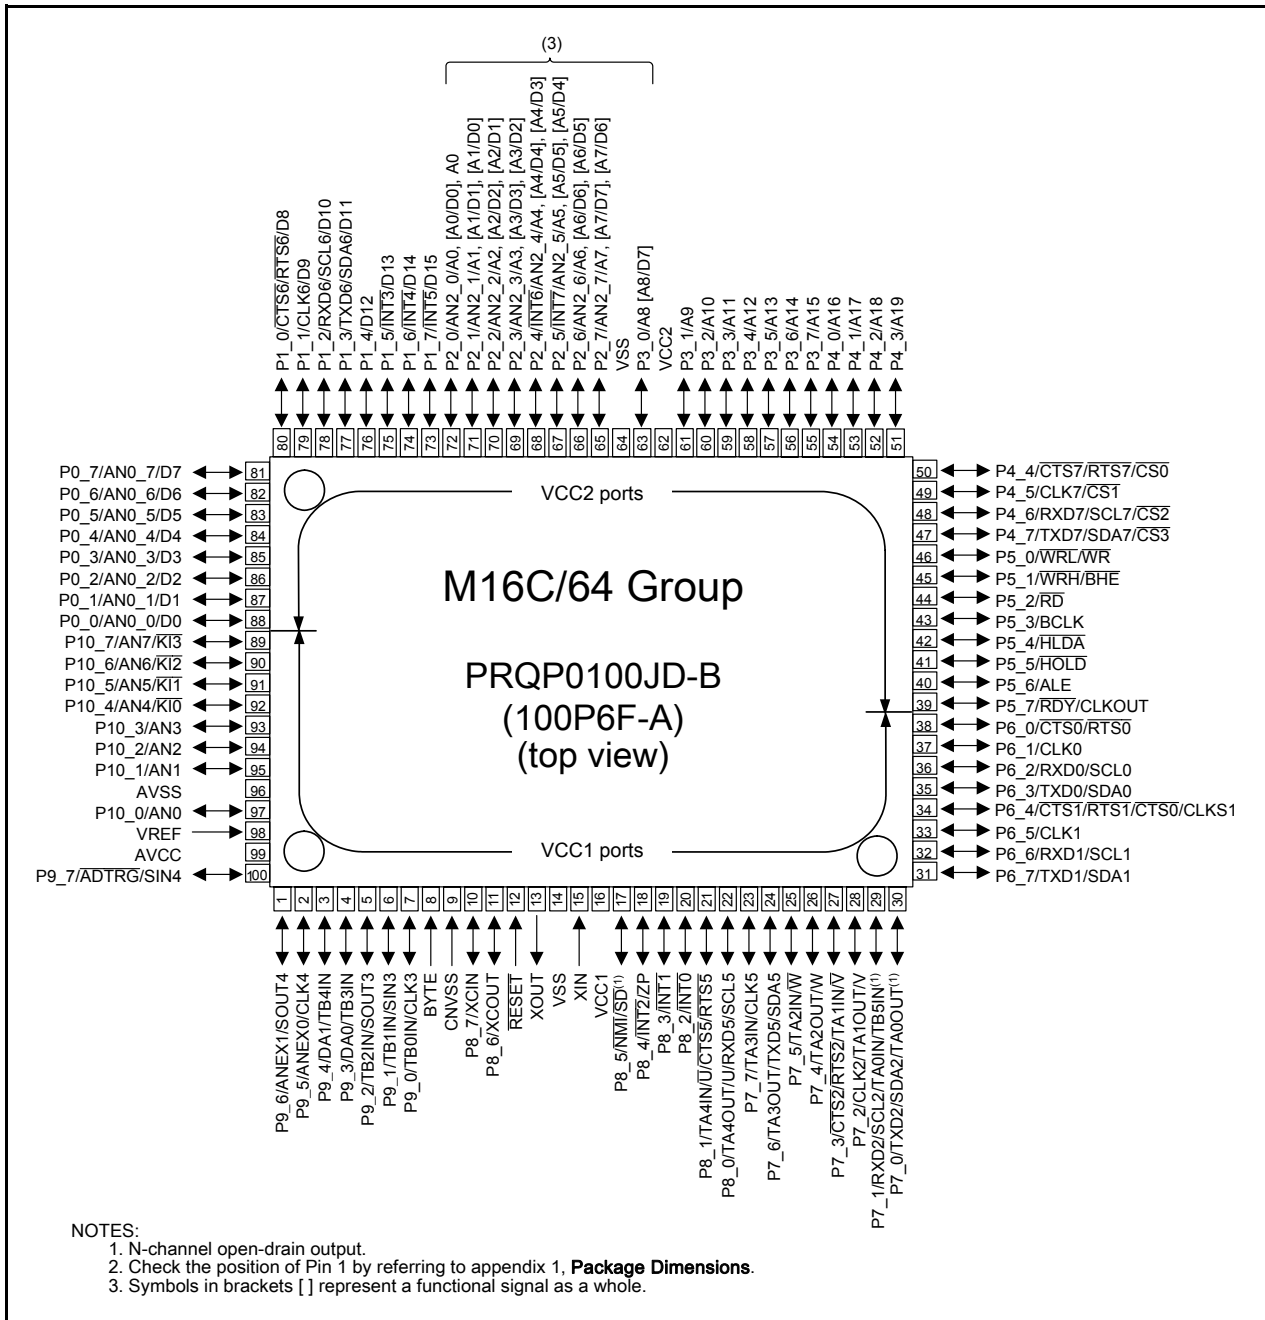 (3)
P1_0/CTS6/RTS6/D8
P1_1/CLK6/D9
P1_2/RXD6/SCL6/D10
P1_3/TXD6/SDA6/D11
P1_4/D12
P1_5/INT3/D13
P1_6/INT4/D14
P1_7/INT5/D15
P2_0/AN2_0/A0, [A0/D0], A0
P2_1/AN2_1/A1, [A1/D1], [A1/D0]
P2_2/AN2_2/A2, [A2/D2], [A2/D1]
P2_3/AN2_3/A3, [A3/D3], [A3/D2]
P2_4/INT6/AN2_4/A4, [A4/D4], [A4/D3]
P2_5/INT7/AN2_5/A5, [A5/D5], [A5/D4]
P2_6/AN2_6/A6, [A6/D6], [A6/D5]
P2_7/AN2_7/A7, [A7/D7], [A7/D6]
VSS
P3_0/A8 [A8/D7]
VCC2
P3_1/A9
P3_2/A10
P3_3/A11
P3_4/A12
P3_5/A13
P3_6/A14
P3_7/A15
P4_0/A16
P4_1/A17
P4_2/A18
P4_3/A19
80 79 78 77 76 75 74 73 72 71 70 69 68 67 66 65 64 63 62 61 60 59 58 57 56 55 54 53 52 51
P0_7/AN0_7/D7 81
P0_6/AN0_6/D6 82
P0_5/AN0_5/D5 83
P0_4/AN0_4/D4 84
P0_3/AN0_3/D3 85
P0_2/AN0_2/D2 86
P0_1/AN0_1/D1 87
P0_0/AN0_0/D0 88
P10_7/AN7/KI3 89
P10_6/AN6/KI2 90
P10_5/AN5/KI1 91
P10_4/AN4/KI0 92
P10_3/AN3 93
P10_2/AN2 94
P10_1/AN1 95
AVSS 96
P10_0/AN0 97
VREF 98
AVCC 99
P9_7/ADTRG/SIN4 100
VCC2 ports
M16C/64 Group
PRQP0100JD-B
(100P6F-A)
(top view)
VCC1 ports
50 P4_4/CTS7/RTS7/CS0
49 P4_5/CLK7/CS1
48 P4_6/RXD7/SCL7/CS2
47 P4_7/TXD7/SDA7/CS3
46 P5_0/WRL/WR
45 P5_1/WRH/BHE
44 P5_2/RD
43 P5_3/BCLK
42 P5_4/HLDA
41 P5_5/HOLD
40 P5_6/ALE
39 P5_7/RDY/CLKOUT
38 P6_0/CTS0/RTS0
37 P6_1/CLK0
36 P6_2/RXD0/SCL0
35 P6_3/TXD0/SDA0
34 P6_4/CTS1/RTS1/CTS0/CLKS1
33 P6_5/CLK1
32 P6_6/RXD1/SCL1
31 P6_7/TXD1/SDA1
1 2 3 4 5 6 7 8 9 10 11 12 13 14 15 16 17 18 19 20 21 22 23 24 25 26 27 28 29 30
P9_6/ANEX1/SOUT4
P9_5/ANEX0/CLK4
P9_4/DA1/TB4IN
P9_3/DA0/TB3IN
P9_2/TB2IN/SOUT3
P9_1/TB1IN/SIN3
P9_0/TB0IN/CLK3
BYTE
CNVSS
P8_7/XCIN
P8_6/XCOUT
RESET
XOUT
VSS
XIN
VCC1
P8_5/NMI/SD(1)
P8_4/INT2/ZP
P8_3/INT1
P8_2/INT0
P8_1/TA4IN/U/CTS5/RTS5
P8_0/TA4OUT/U/RXD5/SCL5
P7_7/TA3IN/CLK5
P7_6/TA3OUT/TXD5/SDA5
P7_5/TA2IN/W
P7_4/TA2OUT/W
P7_3/CTS2/RTS2/TA1IN/V
P7_2/CLK2/TA1OUT/V
P7_1/RXD2/SCL2/TA0IN/TB5IN(1)
P7_0/TXD2/SDA2/TA0OUT(1)
NOTES:
1. N-channel open-drain output.
2. Check the position of Pin 1 by referring to appendix 1, Package Dimensions.
3. Symbols in brackets [ ] represent a functional signal as a whole.